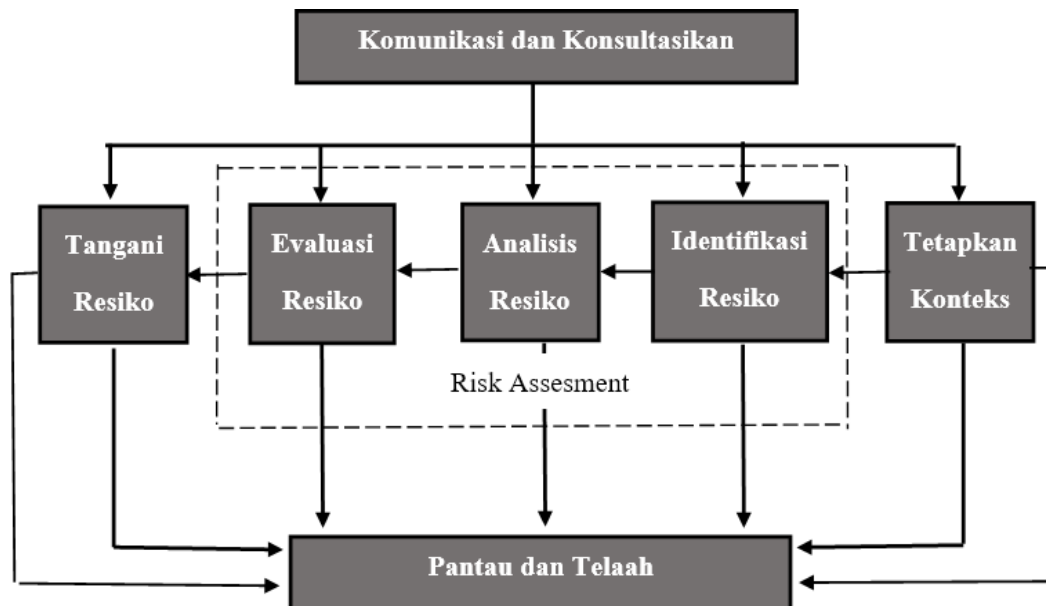 Komunikasi dan Konsultasikan
Tangani
Resiko
Evaluasi
Resiko
Analisis
Resiko
Identifikasi
Resiko
Tetapkan
Konteks
Risk Assesment
Pantau dan Telaah